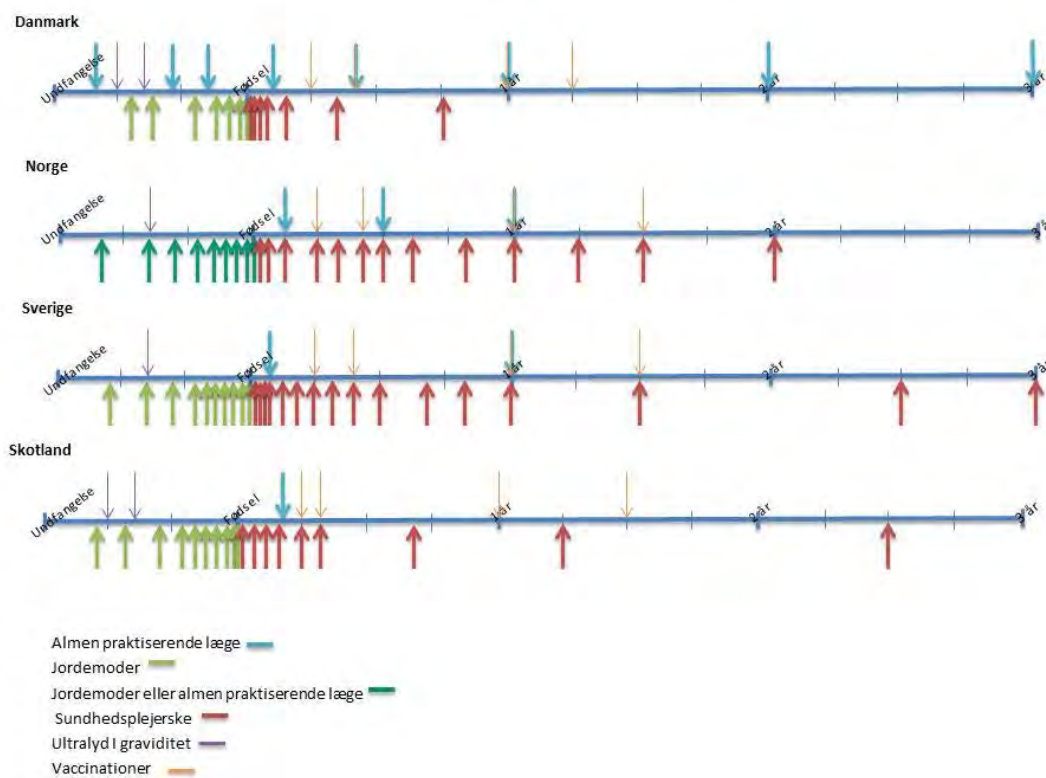 Danmark
Undfangelse
Fødsel
1 år
2 år
3 år
Norge
Undfangelse
Fødsel
1 år
2 år
3 år
Sverige
Undfangelse
Fødsel
1 år
2 år
3 år
Skotland
Undfangelse
Fødsel
1 år
2 år
3 år
Almen praktiserende læge
Jordemoder
Jordemoder eller almen praktiserende læge
Sundhedsplejerske
Ultralyd I graviditet
Vaccinationer